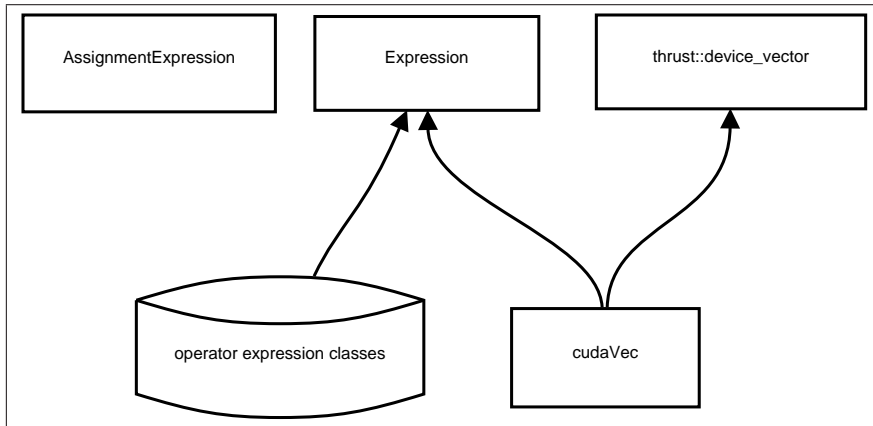 AssignmentExpression
Expression
thrust::device_vector
operator expression classes
cudaVec